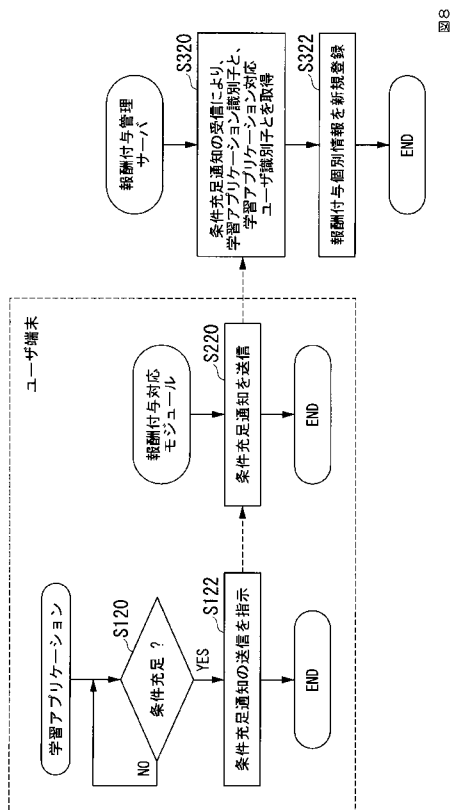 図8
ユーザ端末
学習アプリケーション
S120
条件充足？
NO
YES
S122
条件充足通知の送信を指示
END
報酬付与対応
モジュール
S220
条件充足通知を送信
END
報酬付与管理
サーバ
S320
条件充足通知の受信により、
学習アプリケーション識別子と、
学習アプリケーション対応
ユーザ識別子とを取得
S322
報酬付与個別情報を新規登録
END